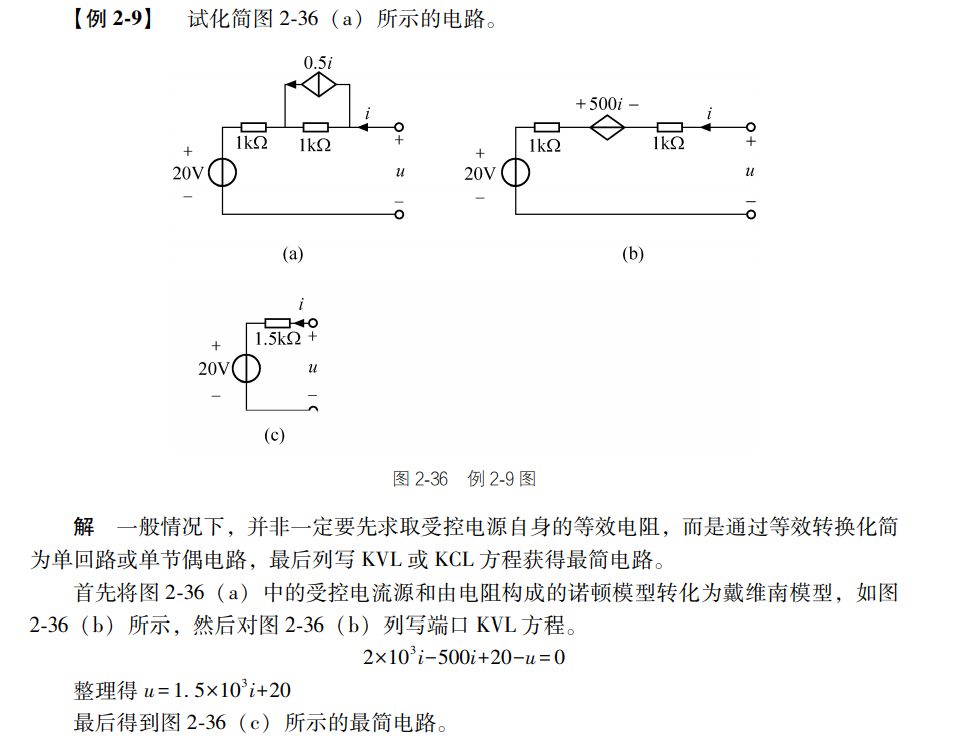 【例 2-9】 试化简图 2-36（a）所示的电路。
0.5i
i
1kΩ 1kΩ
+
20V
−
+
u
−
(a)
+500i −
i
1kΩ 1kΩ
+
20V
−
+
u
−
(b)
i
1.5kΩ
+
20V
−
+
u
−
(c)
图 2-36 例 2-9 图
解 一般情况下，并非一定要先求取受控电源自身的等效电阻，而是通过等效转换化简
为单回路或单节偶电路，最后列写 KVL 或 KCL 方程获得最简电路。
首先将图 2-36（a）中的受控电流源和由电阻构成的诺顿模型转化为戴维南模型，如图
2-36（b）所示，然后对图 2-36（b）列写端口 KVL 方程。
2×10³i−500i+20−u=0
整理得 u=1.5×10³i+20
最后得到图 2-36（c）所示的最简电路。